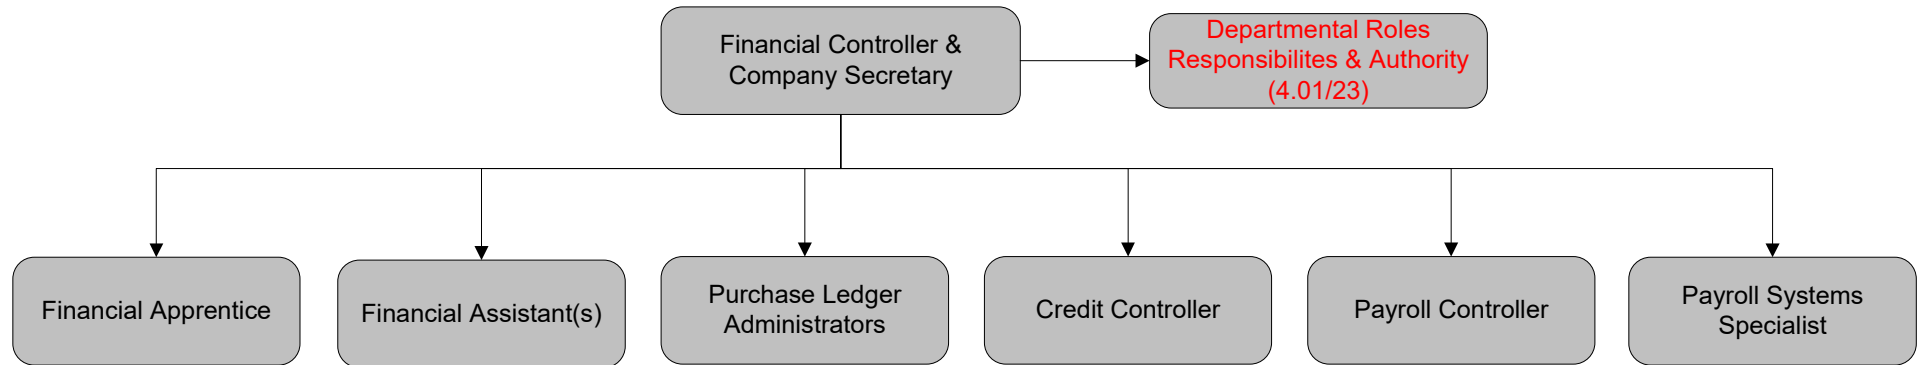 Financial Controller &
Company Secretary
Departmental Roles
Responsibilites & Authority
(4.01/23)
Financial Apprentice
Financial Assistant(s)
Purchase Ledger
Administrators
Credit Controller
Payroll Controller
Payroll Systems
Specialist